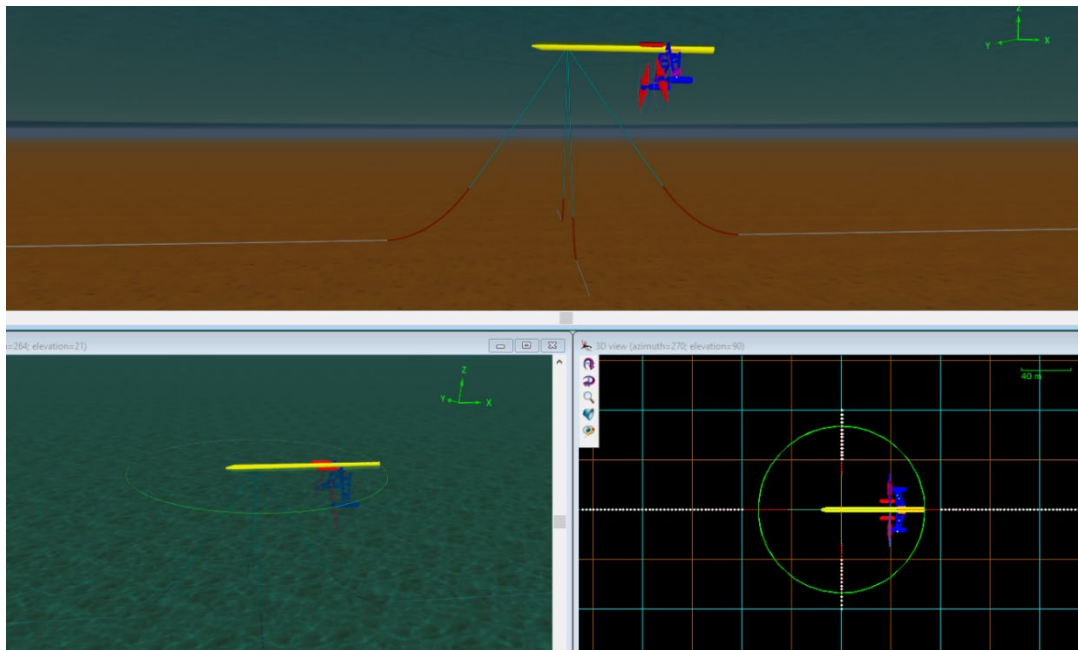 Z
Y
X
=264; elevation=21)
3D view (azimuth=270; elevation=90)
Z
Y
X
40 m